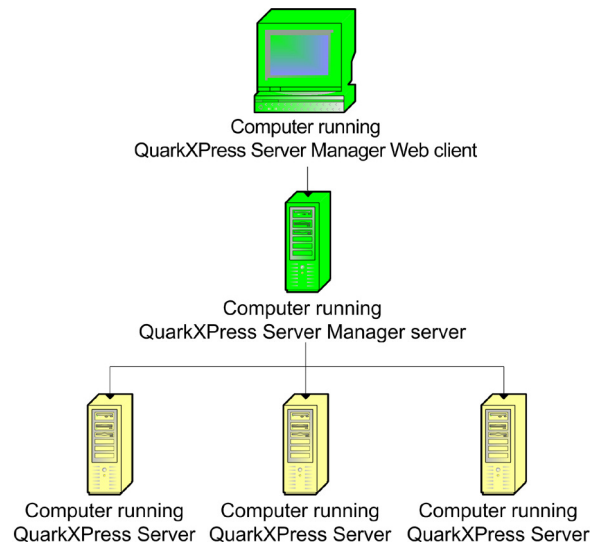 Computer running
QuarkXPress Server Manager Web client
Computer running
QuarkXPress Server Manager server
Computer running
QuarkXPress Server
Computer running
QuarkXPress Server
Computer running
QuarkXPress Server